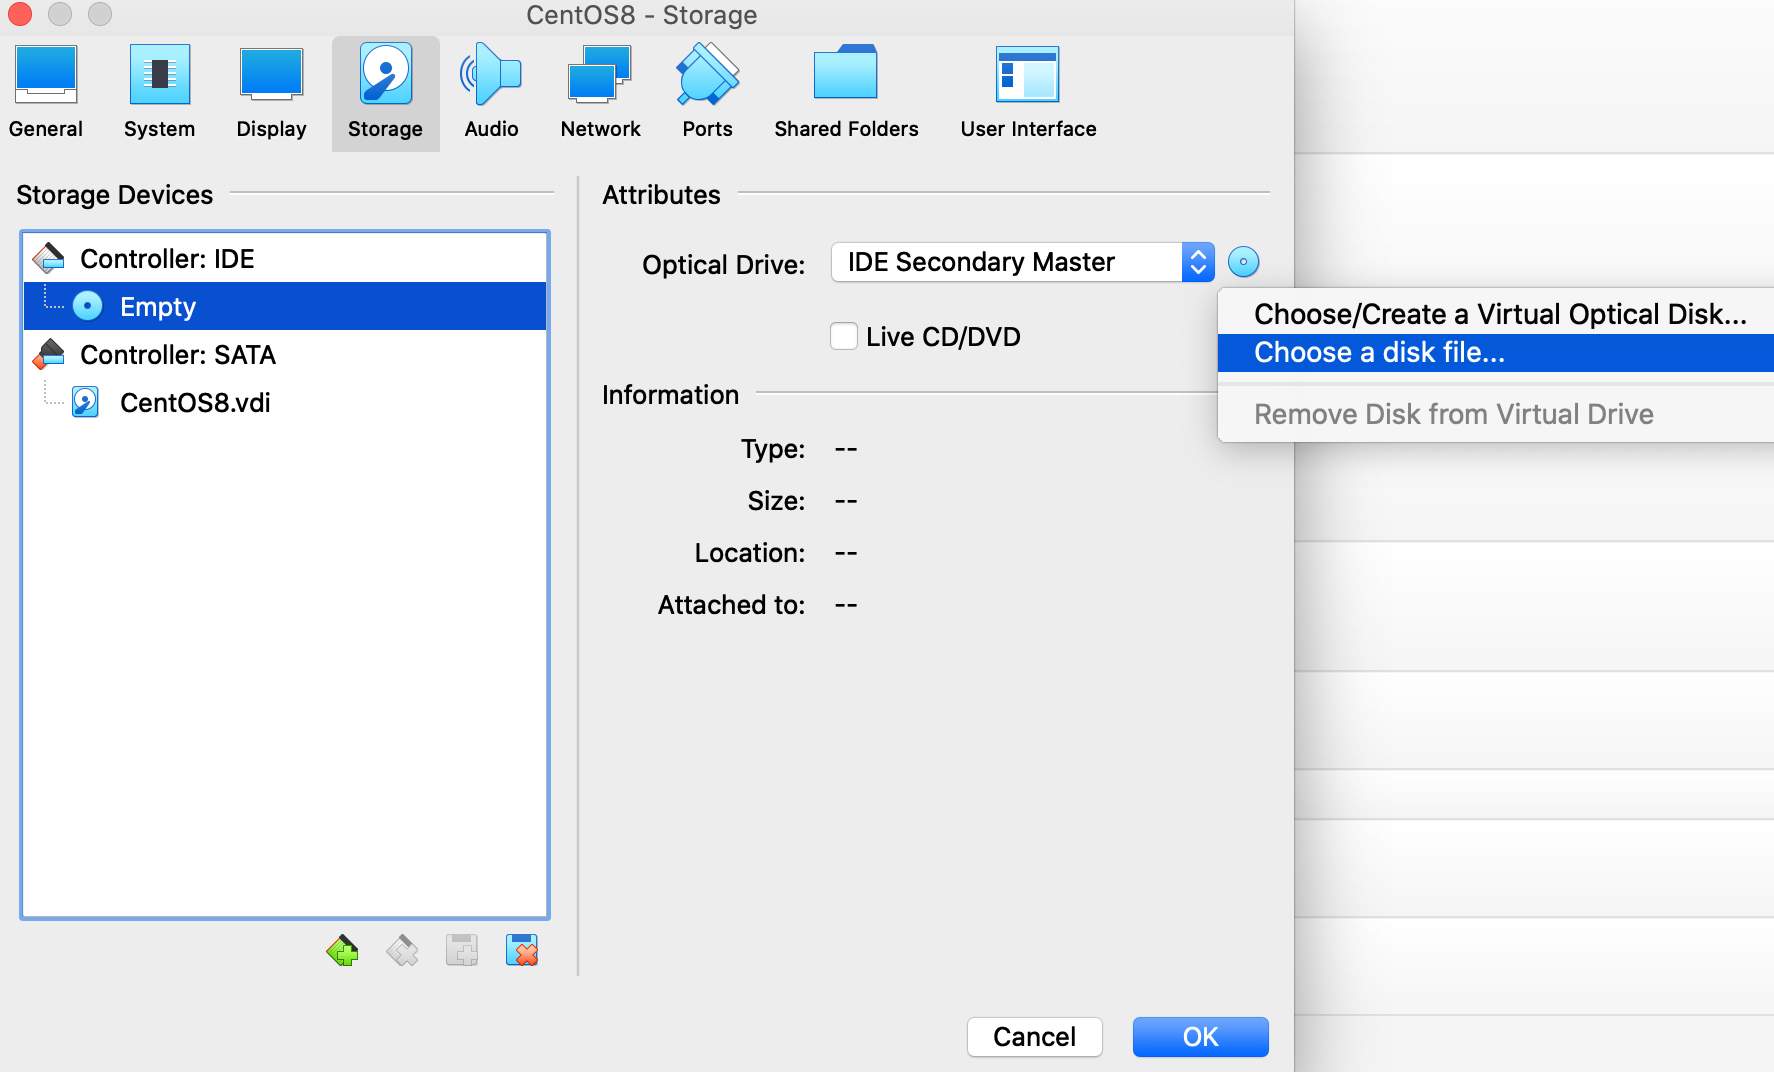 CentOS8 - Storage
General
System
Display
Storage
Audio
Network
Ports
Shared Folders
User Interface
Storage Devices
Controller: IDE
Empty
Controller: SATA
CentOS8.vdi
Attributes
Optical Drive: IDE Secondary Master
Live CD/DVD
Choose/Create a Virtual Optical Disk...
Choose a disk file...
Remove Disk from Virtual Drive
Information
Type: --
Size: --
Location: --
Attached to: --
Cancel
OK